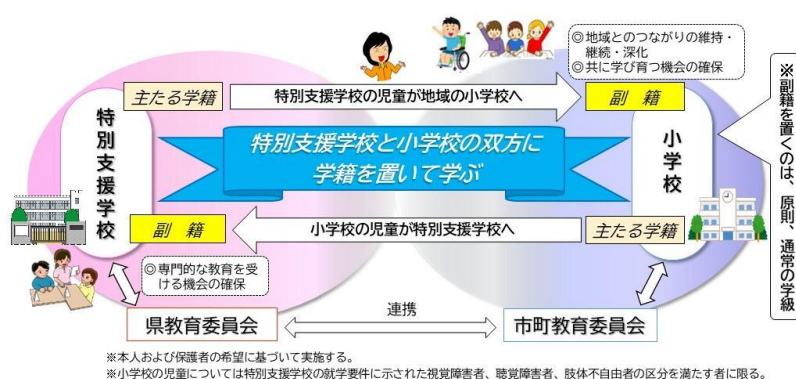 ◎地域とのつながりの維持・
継続・深化
◎共に学び育つ機会の確保
主たる学籍
特別支援学校の児童が地域の小学校へ
副 籍
※副籍を置くのは、原則、通常の学級
特別支援学校
特別支援学校と小学校の双方に
学籍を置いて学ぶ
小学校
副 籍
小学校の児童が特別支援学校へ
主たる学籍
◎専門的な教育を受
ける機会の確保
県教育委員会
連携
市町教育委員会
※本人および保護者の希望に基づいて実施する。
※小学校の児童については特別支援学校の就学要件に示された視覚障害者、聴覚障害者、肢体不自由者の区分を満たす者に限る。